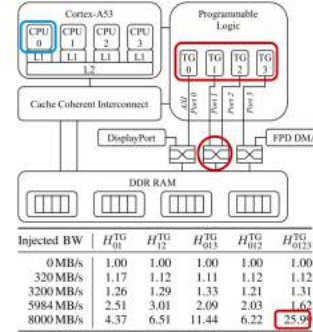 Cortex-A53
Programmable
Logic
CPU 0
CPU 1
CPU 2
CPU 3
TG 0
TG 1
TG 2
TG 3
L1 L1 L1 L1
L2
Cache Coherent Interconnect
AXI
Port 0
Port 1
Port 2
Port 3
DisplayPort
FPD DMA
DDR RAM
Injected BW H^TG_01 H^TG_12 H^TG_013 H^TG_012 H^TG_0123
0 MB/s 1.00 1.00 1.00 1.00 1.00
320 MB/s 1.17 1.12 1.11 1.12 1.12
3200 MB/s 1.26 1.29 1.33 1.21 1.31
5984 MB/s 2.51 3.01 2.09 2.03 1.62
8000 MB/s 4.37 6.51 11.44 6.22 25.99